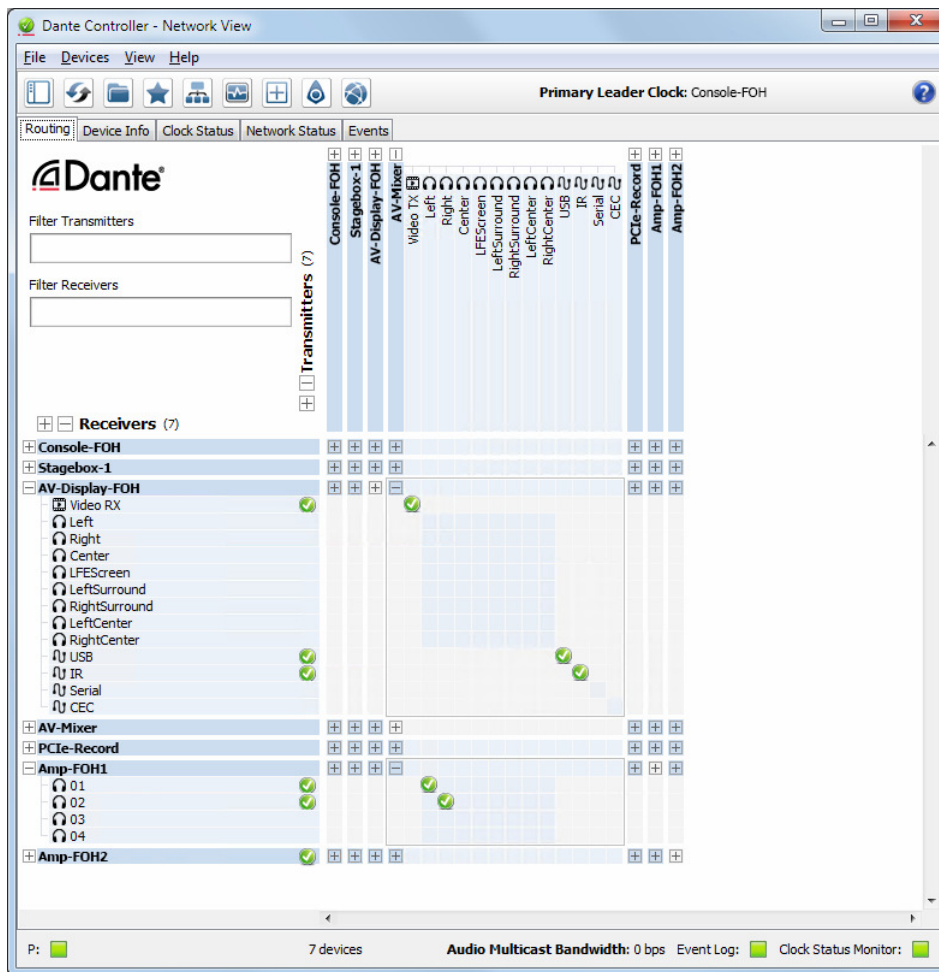 Dante Controller - Network View
File Devices View Help
Primary Leader Clock: Console-FOH
Routing Device Info Clock Status Network Status Events
Dante®
Filter Transmitters
Filter Receivers
Transmitters (7)
Console-FOH
Stagebox-1
AV-Display-FOH
AV-Mixer
Video TX
Left
Right
Center
LFEScreen
LeftSurround
RightSurround
LeftCenter
RightCenter
USB
IR
Serial
CEC
PCIe-Record
Amp-FOH1
Amp-FOH2
Receivers (7)
Console-FOH
Stagebox-1
AV-Display-FOH
Video RX
Left
Right
Center
LFEScreen
LeftSurround
RightSurround
LeftCenter
RightCenter
USB
IR
Serial
CEC
AV-Mixer
PCIe-Record
Amp-FOH1
01
02
03
04
Amp-FOH2
P: 7 devices Audio Multicast Bandwidth: 0 bps Event Log: Clock Status Monitor: